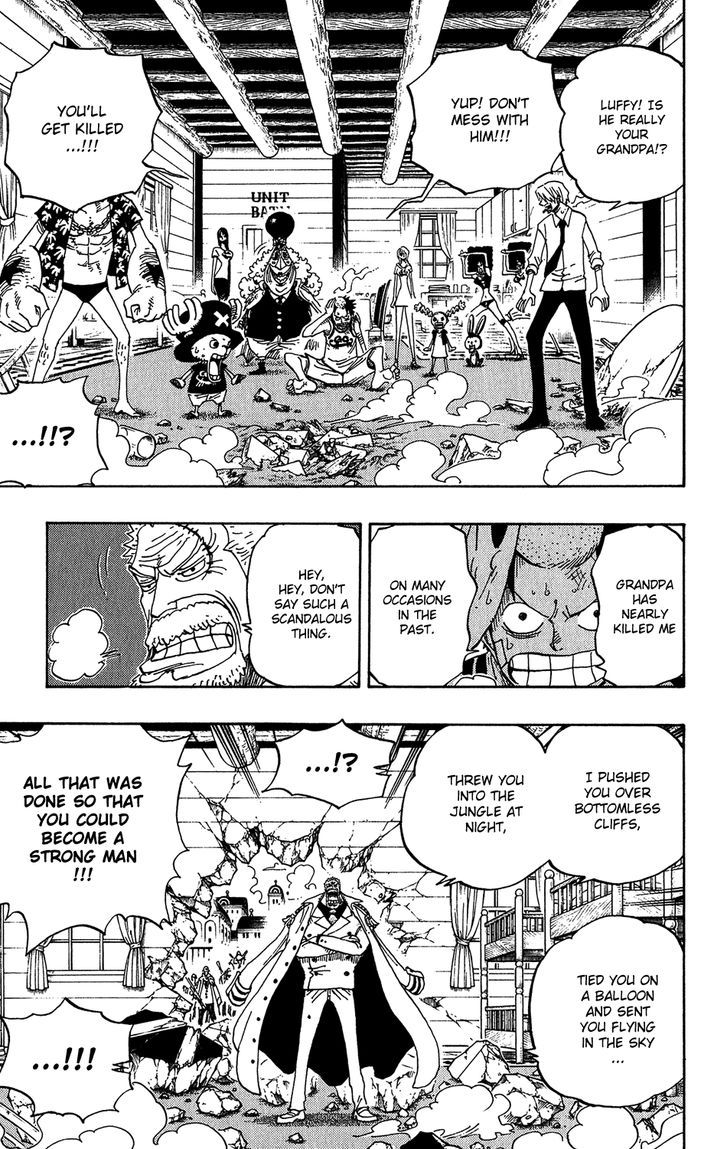 LUFFY! IS
HE REALLY
YOUR
GRANDPA!?
YUP! DON'T
MESS WITH
HIM!!!
YOU'LL
GET KILLED
...!!!
UNIT
BATH
...!!?
GRANDPA
HAS
NEARLY
KILLED ME
ON MANY
OCCASIONS
IN THE
PAST.
HEY,
HEY, DON'T
SAY SUCH A
SCANDALOUS
THING.
I PUSHED
YOU OVER
BOTTOMLESS
CLIFFS,
THREW YOU
INTO THE
JUNGLE AT
NIGHT,
TIED YOU ON
A BALLOON
AND SENT
YOU FLYING
IN THE SKY
...
...!?
ALL THAT WAS
DONE SO THAT
YOU COULD
BECOME A
STRONG MAN
!!!
...!!!